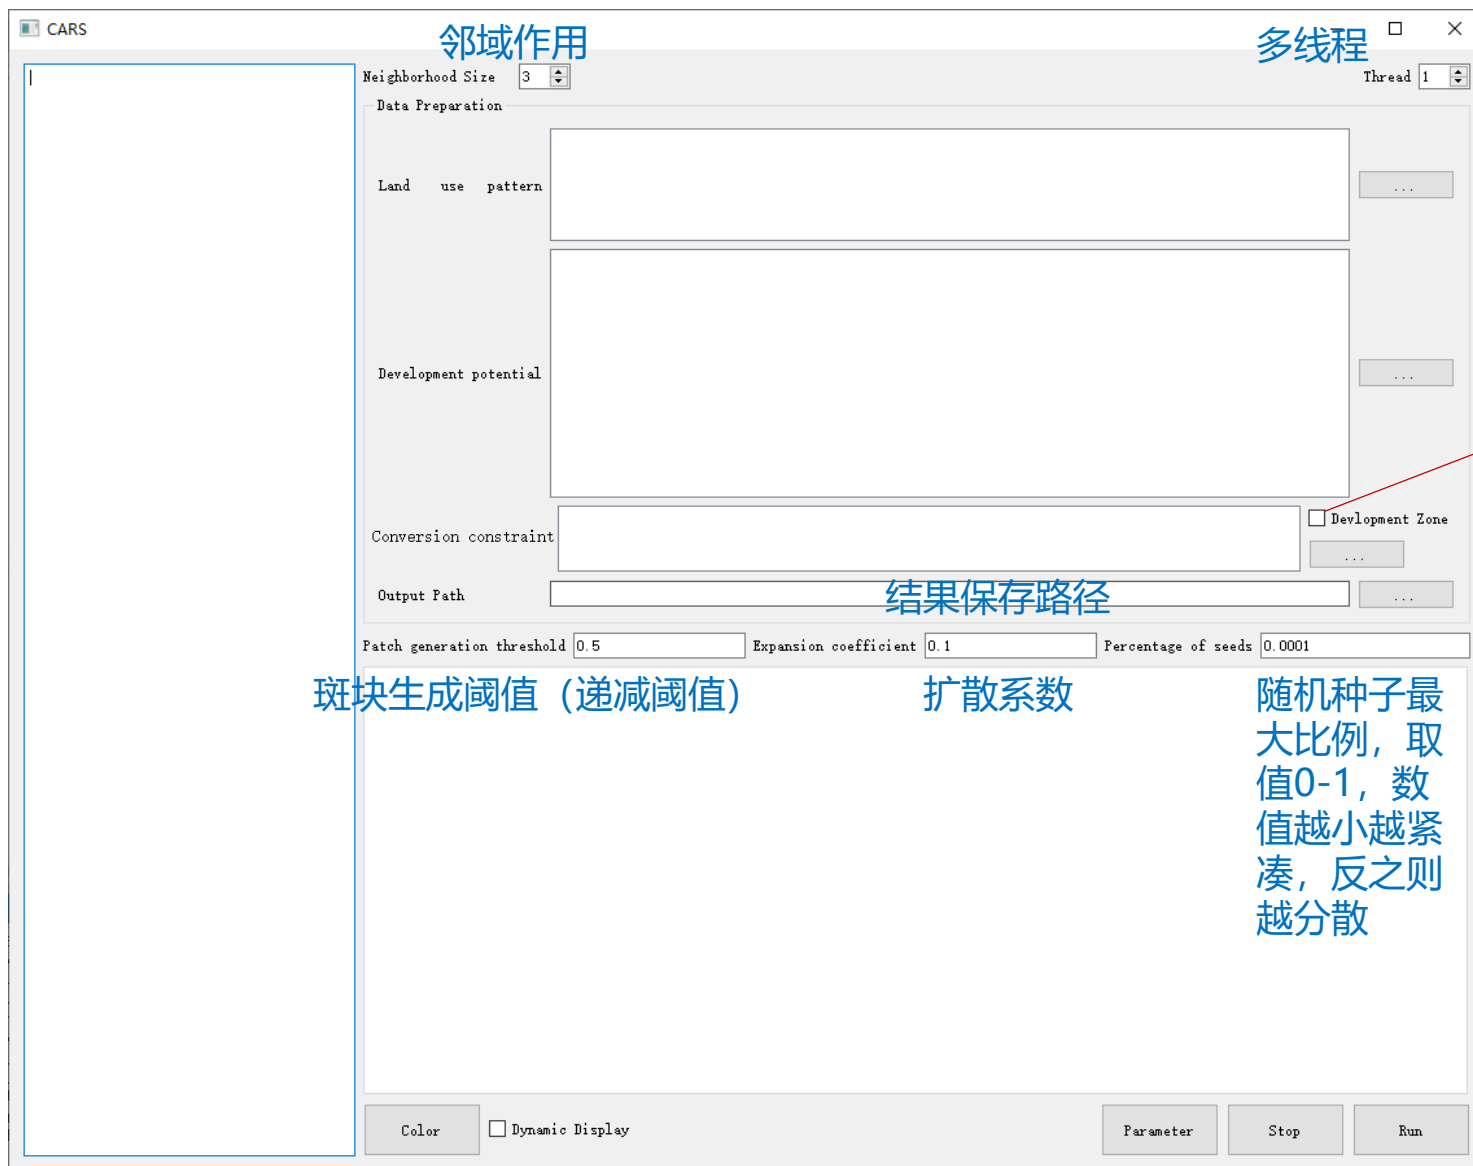 CARS
邻域作用
多线程
Neighborhood Size 3
Thread 1
Data Preparation
Land use pattern
...
Development potential
...
Conversion constraint
Devlopment Zone
...
Output Path
结果保存路径
...
Patch generation threshold 0.5
Expansion coefficient 0.1
Percentage of seeds 0.0001
斑块生成阈值（递减阈值）
扩散系数
随机种子最
大比例，取
值0-1，数
值越小越紧
凑，反之则
越分散
Color
Dynamic Display
Parameter
Stop
Run